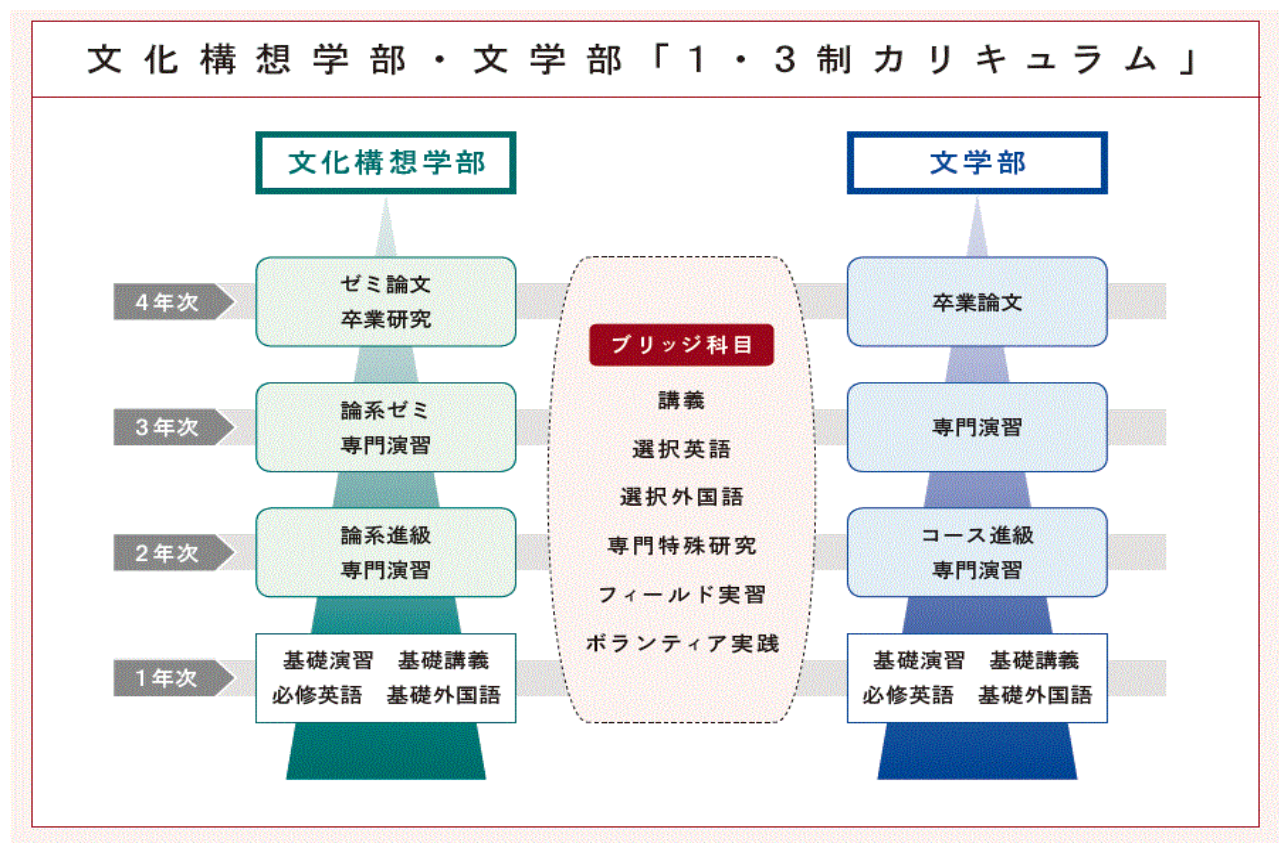 文化構想学部・文学部「1・3制カリキュラム」
文化構想学部
文学部
4年次
ゼミ論文
卒業研究
卒業論文
ブリッジ科目
講義
選択英語
選択外国語
専門特殊研究
フィールド実習
ボランティア実践
3年次
論系ゼミ
専門演習
専門演習
2年次
論系進級
専門演習
コース進級
専門演習
1年次
基礎演習 基礎講義
必修英語 基礎外国語
基礎演習 基礎講義
必修英語 基礎外国語